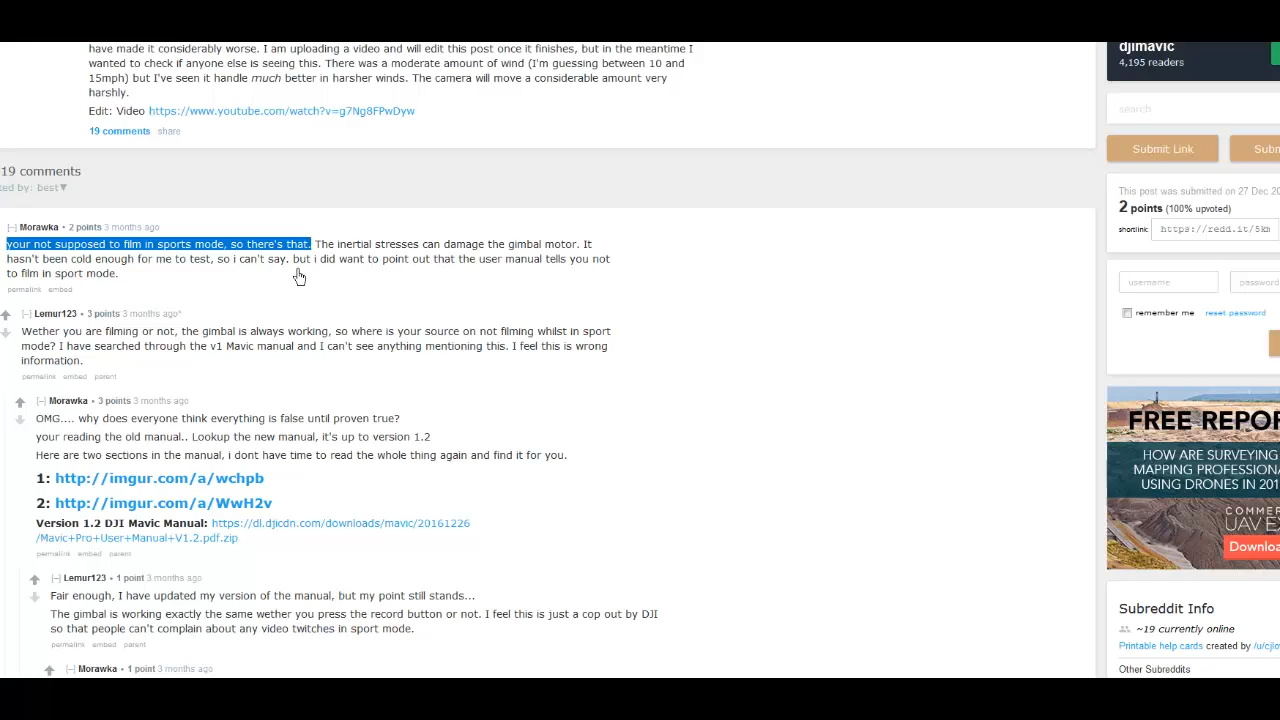 have made it considerably worse. I am uploading a video and will edit this post once it finishes, but in the meantime I
wanted to check if anyone else is seeing this. There was a moderate amount of wind (I'm guessing between 10 and
15mph) but I've seen it handle much better in harsher winds. The camera will move a considerable amount very
harshly.
Edit: Video https://www.youtube.com/watch?v=g7Ng8FPwDyw
19 comments share
19 comments
ted by: best▼
[–] Morawka • 2 points 3 months ago
your not supposed to film in sports mode, so there's that. The inertial stresses can damage the gimbal motor. It
hasn't been cold enough for me to test, so i can't say. but i did want to point out that the user manual tells you not
to film in sport mode.
permalink embed
[–] Lemur123 • 3 points 3 months ago*
Wether you are filming or not, the gimbal is always working, so where is your source on not filming whilst in sport
mode? I have searched through the v1 Mavic manual and I can't see anything mentioning this. I feel this is wrong
information.
permalink embed parent
[–] Morawka • 3 points 3 months ago
OMG.... why does everyone think everything is false until proven true?
your reading the old manual.. Lookup the new manual, it's up to version 1.2
Here are two sections in the manual, i dont have time to read the whole thing again and find it for you.
1: http://imgur.com/a/wchpb
2: http://imgur.com/a/WwH2v
Version 1.2 DJI Mavic Manual: https://dl.djicdn.com/downloads/mavic/20161226
/Mavic+Pro+User+Manual+V1.2.pdf.zip
permalink embed parent
[–] Lemur123 • 1 point 3 months ago
Fair enough, I have updated my version of the manual, but my point still stands...
The gimbal is working exactly the same wether you press the record button or not. I feel this is just a cop out by DJI
so that people can't complain about any video twitches in sport mode.
permalink embed parent
[–] Morawka • 1 point 3 months ago
djimavic
4,195 readers
search
Submit Link Subm
This post was submitted on 27 Dec 20
2 points (100% upvoted)
shortlink: https://redd.it/5km
username passwor
remember me reset password
FREE REPOR
HOW ARE SURVEYING
MAPPING PROFESSIONA
USING DRONES IN 201
COMMER
UAV EX
Downloa
Subreddit Info
~19 currently online
Printable help cards created by /u/cjlo
Other Subreddits